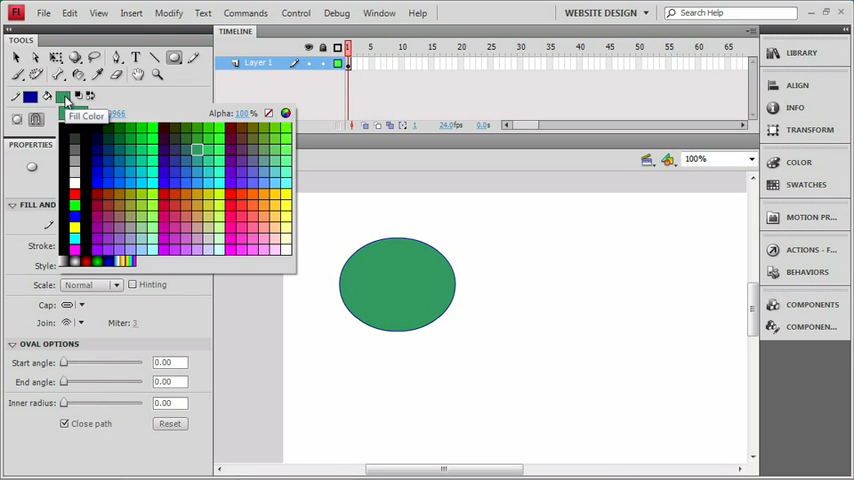 Fl File Edit View Insert Modify Text Commands Control Debug Window Help WEBSITE DESIGN Search Help
TOOLS
TIMELINE
1 5 10 15 20 25 30 35 40 45 50 55 60 65
Layer 1
Fill Color
9966
Alpha: 100 %
1 24.0fps 0.0s
100%
PROPERTIES
FILL AND
Stroke:
Style:
Scale: Normal Hinting
Cap:
Join: Miter: 3
OVAL OPTIONS
Start angle: 0.00
End angle: 0.00
Inner radius: 0.00
Close path Reset
LIBRARY
ALIGN
INFO
TRANSFORM
COLOR
SWATCHES
MOTION PR...
ACTIONS - F...
BEHAVIORS
COMPONENTS
COMPONEN...